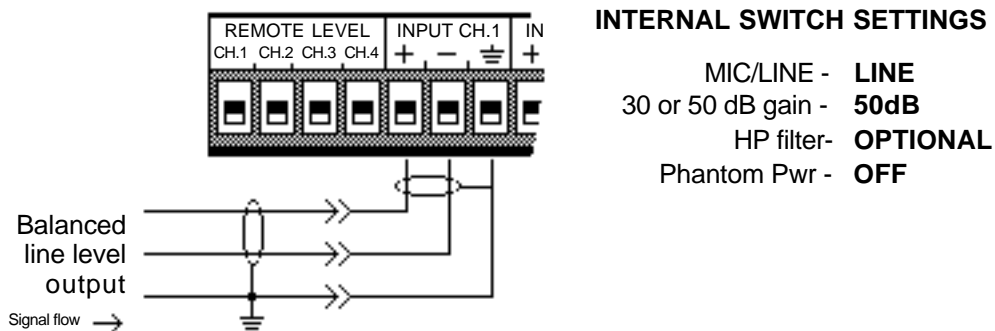 REMOTE LEVEL INPUT CH.1 IN
CH.1 CH.2 CH.3 CH.4 + − +
INTERNAL SWITCH SETTINGS
MIC/LINE - LINE
30 or 50 dB gain - 50dB
HP filter- OPTIONAL
Phantom Pwr - OFF
Balanced
line level
output
Signal flow